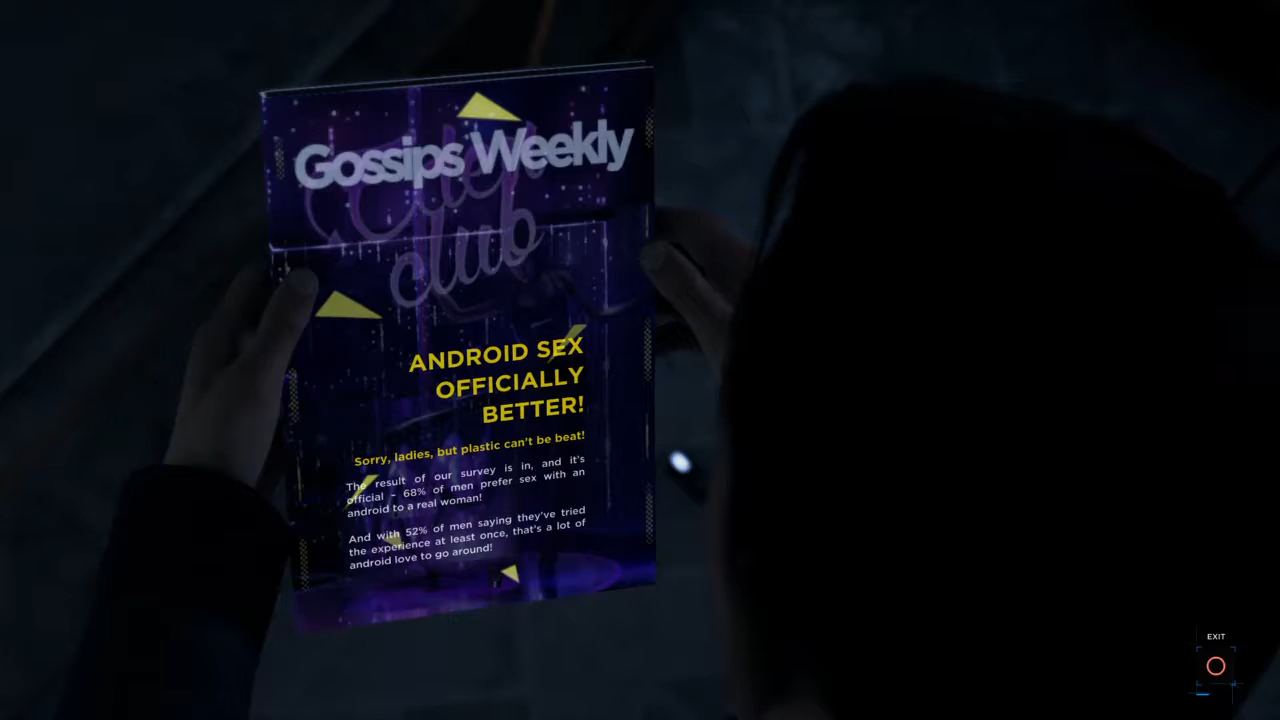 Gossips Weekly
Eden
club
ANDROID SEX
OFFICIALLY
BETTER!
Sorry, ladies, but plastic can't be beat!
The result of our survey is in, and it's
official – 68% of men prefer sex with an
android to a real woman!
And with 52% of men saying they've tried
the experience at least once, that's a lot of
android love to go around!
EXIT